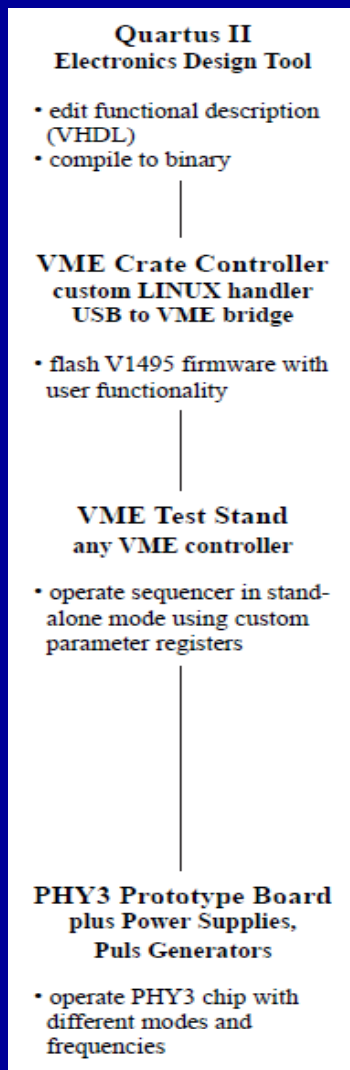 Quartus II
Electronics Design Tool
• edit functional description
(VHDL)
• compile to binary
VME Crate Controller
custom LINUX handler
USB to VME bridge
• flash V1495 firmware with
user functionality
VME Test Stand
any VME controller
• operate sequencer in stand-
alone mode using custom
parameter registers
PHY3 Prototype Board
plus Power Supplies,
Puls Generators
• operate PHY3 chip with
different modes and
frequencies